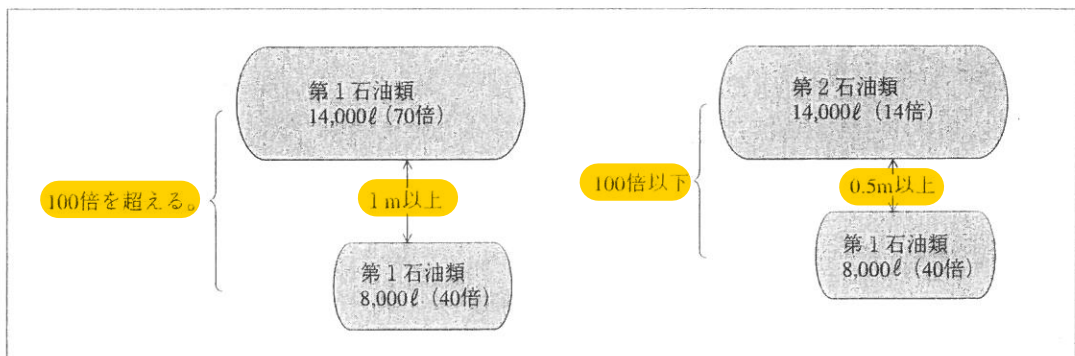 第1石油類
14,000ℓ(70倍)
100倍を超える。
1m以上
第1石油類
8,000ℓ(40倍)
第2石油類
14,000ℓ(14倍)
100倍以下
0.5m以上
第1石油類
8,000ℓ(40倍)